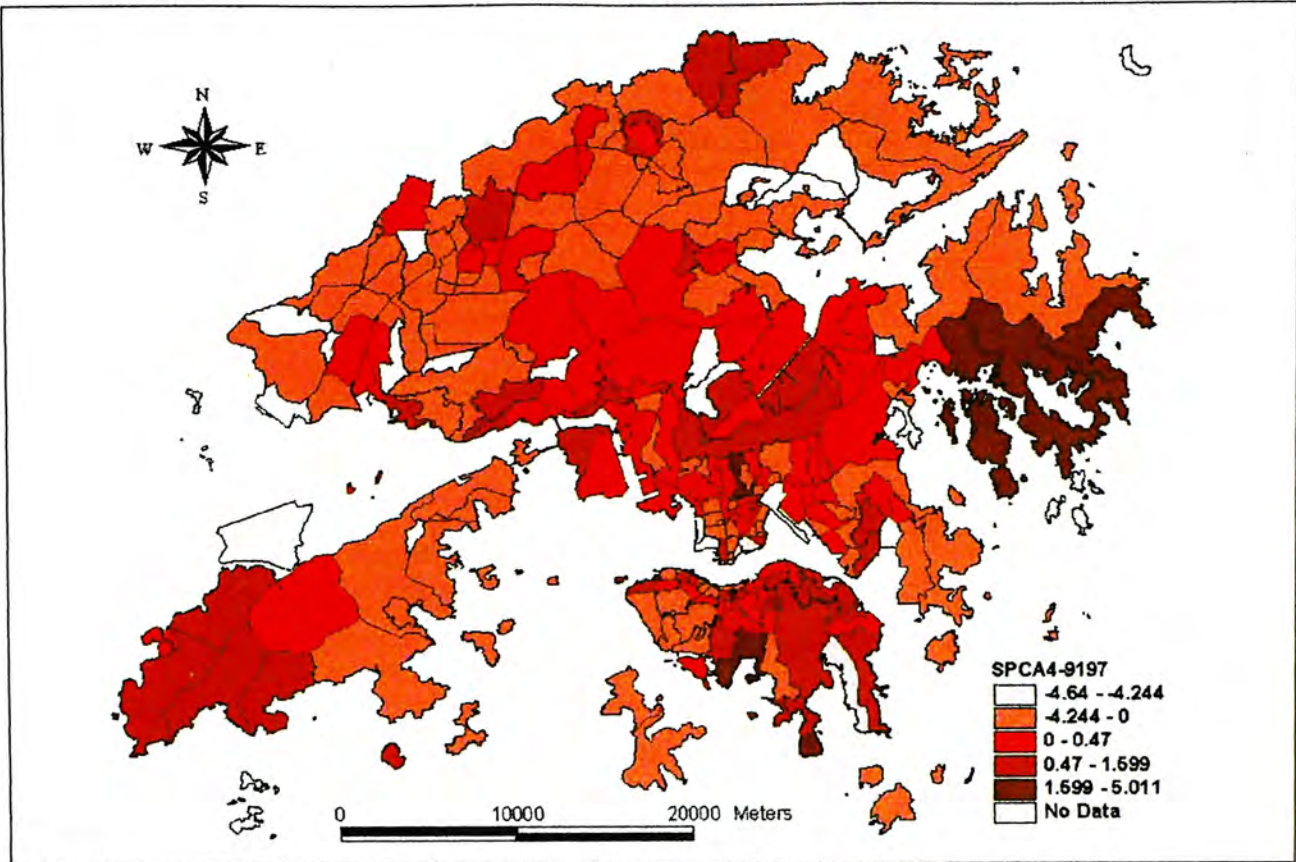 N
W E
S
SPCA4-9197
-4.64 - -4.244
-4.244 - 0
0 - 0.47
0.47 - 1.599
1.599 - 5.011
No Data
0 10000 20000 Meters